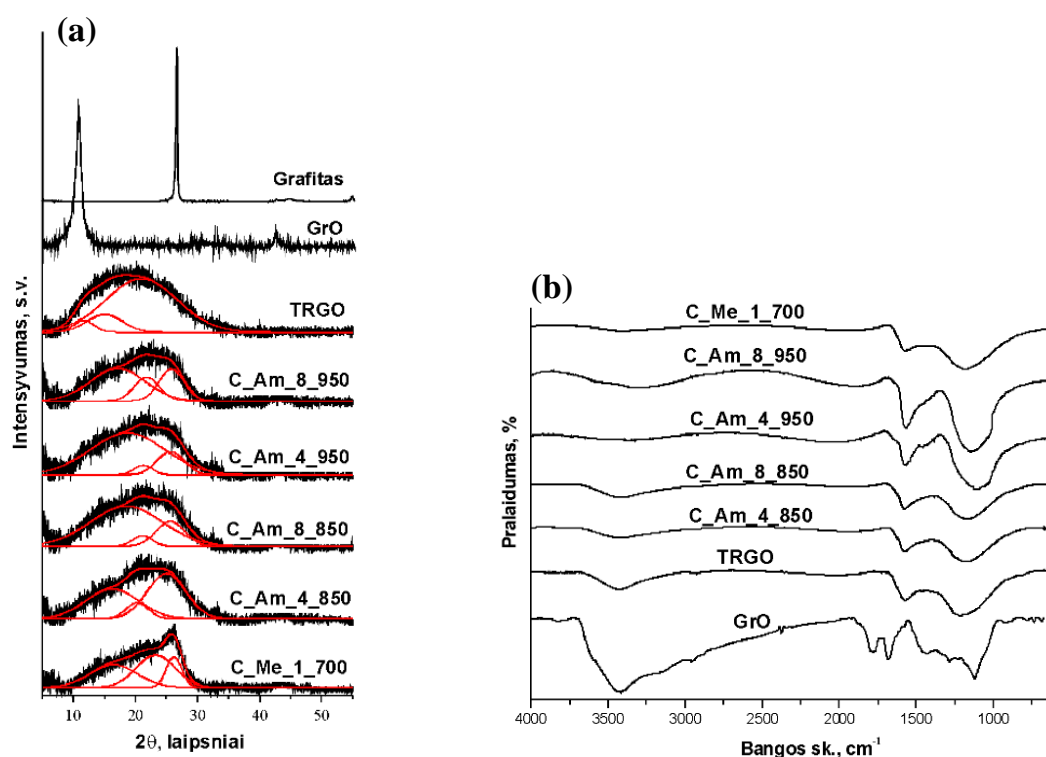 (a)
Intensyvumas, s.v.
Grafitas
GrO
TRGO
C_Am_8_950
C_Am_4_950
C_Am_8_850
C_Am_4_850
C_Me_1_700
10 20 30 40 50
2θ, laipsniai
(b)
Pralaidumas, %
C_Me_1_700
C_Am_8_950
C_Am_4_950
C_Am_8_850
C_Am_4_850
TRGO
GrO
4000 3500 3000 2500 2000 1500 1000
Bangos sk., cm⁻¹